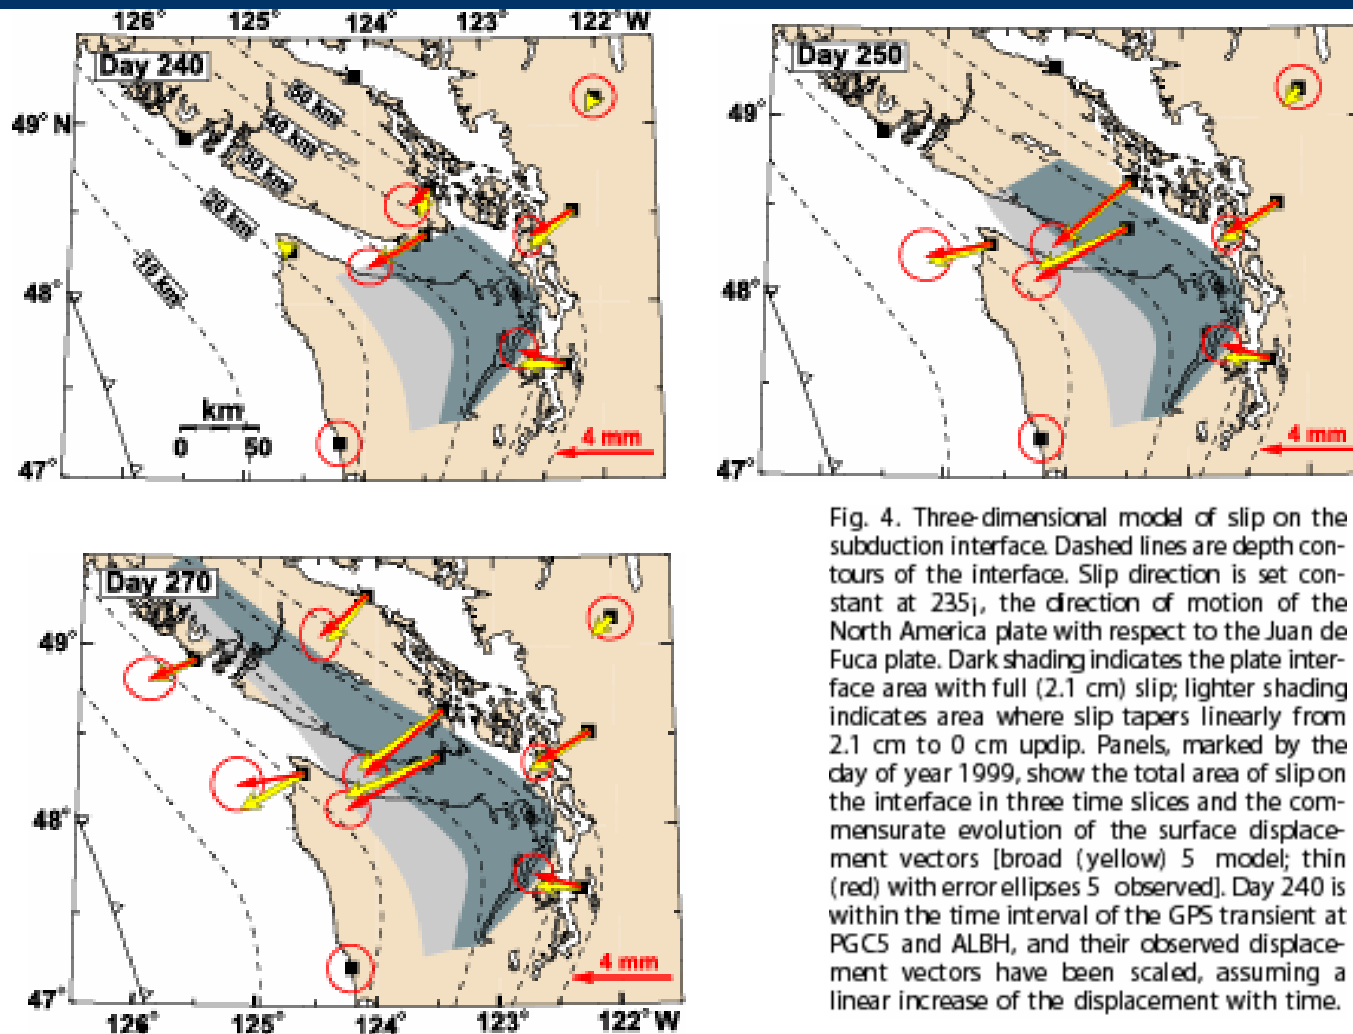 126° 125° 124° 123° 122° W
Day 240
50 km
40 km
30 km
20 km
10 km
49° N
48°
47°
km
0 50
4 mm
Day 250
49°
48°
47°
4 mm
Day 270
49°
48°
47°
4 mm
126° 125° 124° 123° 122° W
Fig. 4. Three-dimensional model of slip on the
subduction interface. Dashed lines are depth con-
tours of the interface. Slip direction is set con-
stant at 235¡, the direction of motion of the
North America plate with respect to the Juan de
Fuca plate. Dark shading indicates the plate inter-
face area with full (2.1 cm) slip; lighter shading
indicates area where slip tapers linearly from
2.1 cm to 0 cm updip. Panels, marked by the
day of year 1999, show the total area of slip on
the interface in three time slices and the com-
mensurate evolution of the surface displace-
ment vectors [broad (yellow) 5 model; thin
(red) with error ellipses 5 observed]. Day 240 is
within the time interval of the GPS transient at
PGC5 and ALBH, and their observed displace-
ment vectors have been scaled, assuming a
linear increase of the displacement with time.